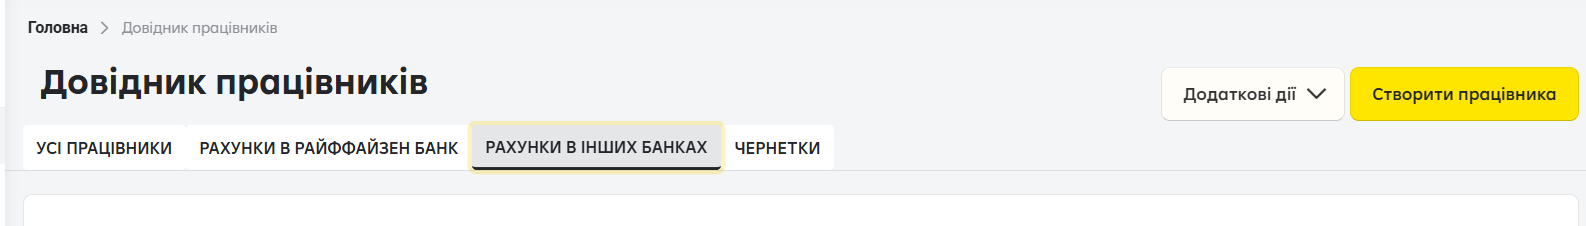 Головна > Довідник працівників
Довідник працівників
Додаткові дії
Створити працівника
УСІ ПРАЦІВНИКИ
РАХУНКИ В РАЙФФАЙЗЕН БАНК
РАХУНКИ В ІНШИХ БАНКАХ
ЧЕРНЕТКИ